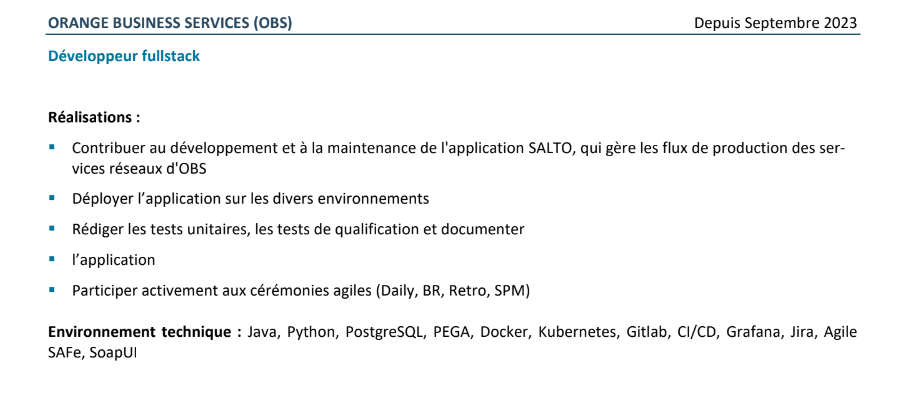 ORANGE BUSINESS SERVICES (OBS) Depuis Septembre 2023
Développeur fullstack
Réalisations :
▪ Contribuer au développement et à la maintenance de l'application SALTO, qui gère les flux de production des ser-
vices réseaux d'OBS
▪ Déployer l’application sur les divers environnements
▪ Rédiger les tests unitaires, les tests de qualification et documenter
▪ l’application
▪ Participer activement aux cérémonies agiles (Daily, BR, Retro, SPM)
Environnement technique : Java, Python, PostgreSQL, PEGA, Docker, Kubernetes, Gitlab, CI/CD, Grafana, Jira, Agile
SAFe, SoapUI